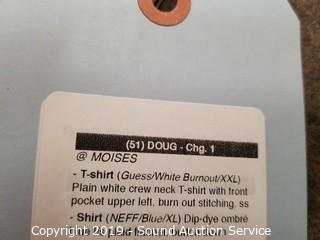 (51) DOUG - Chg. 1
@ MOISES
- T-shirt (Guess/White Burnout/XXL)
Plain white crew neck T-shirt with front
pocket upper left, burn out stitching, ss
- Shirt (NEFF/Blue/XL) Dip-dye ombré
Copyright 2019 - Sound Auction Service